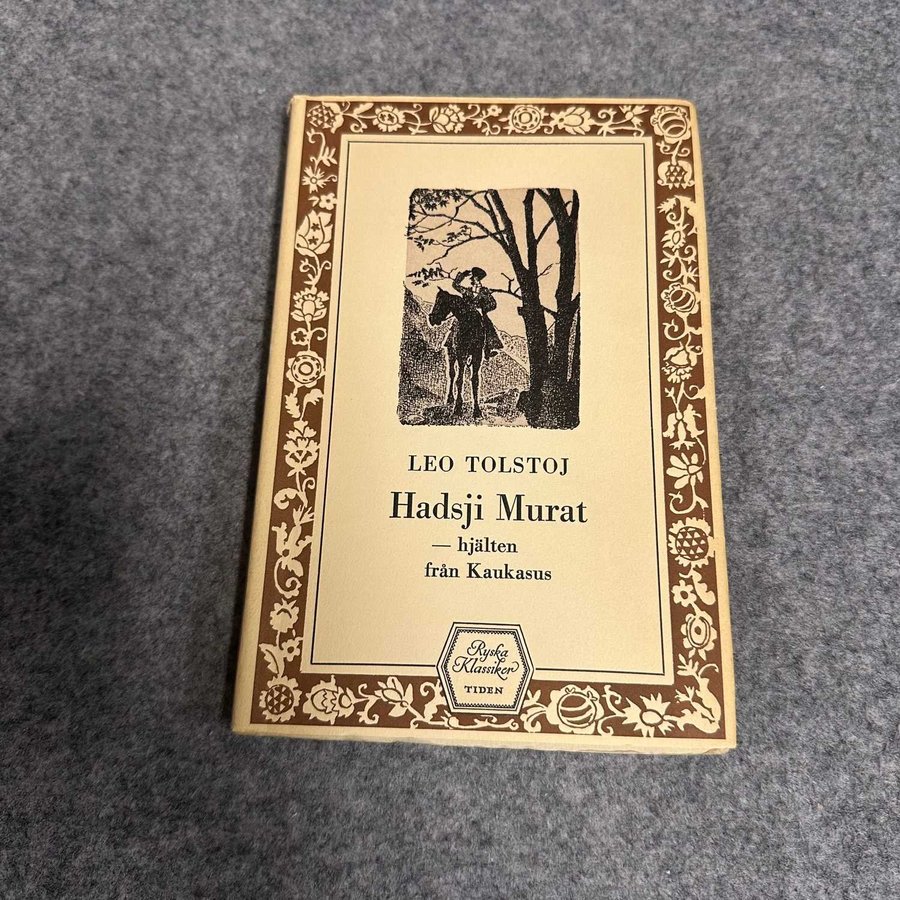 LEO TOLSTOJ
Hadsji Murat
— hjälten
från Kaukasus
Ryska
Klassiker
TIDEN